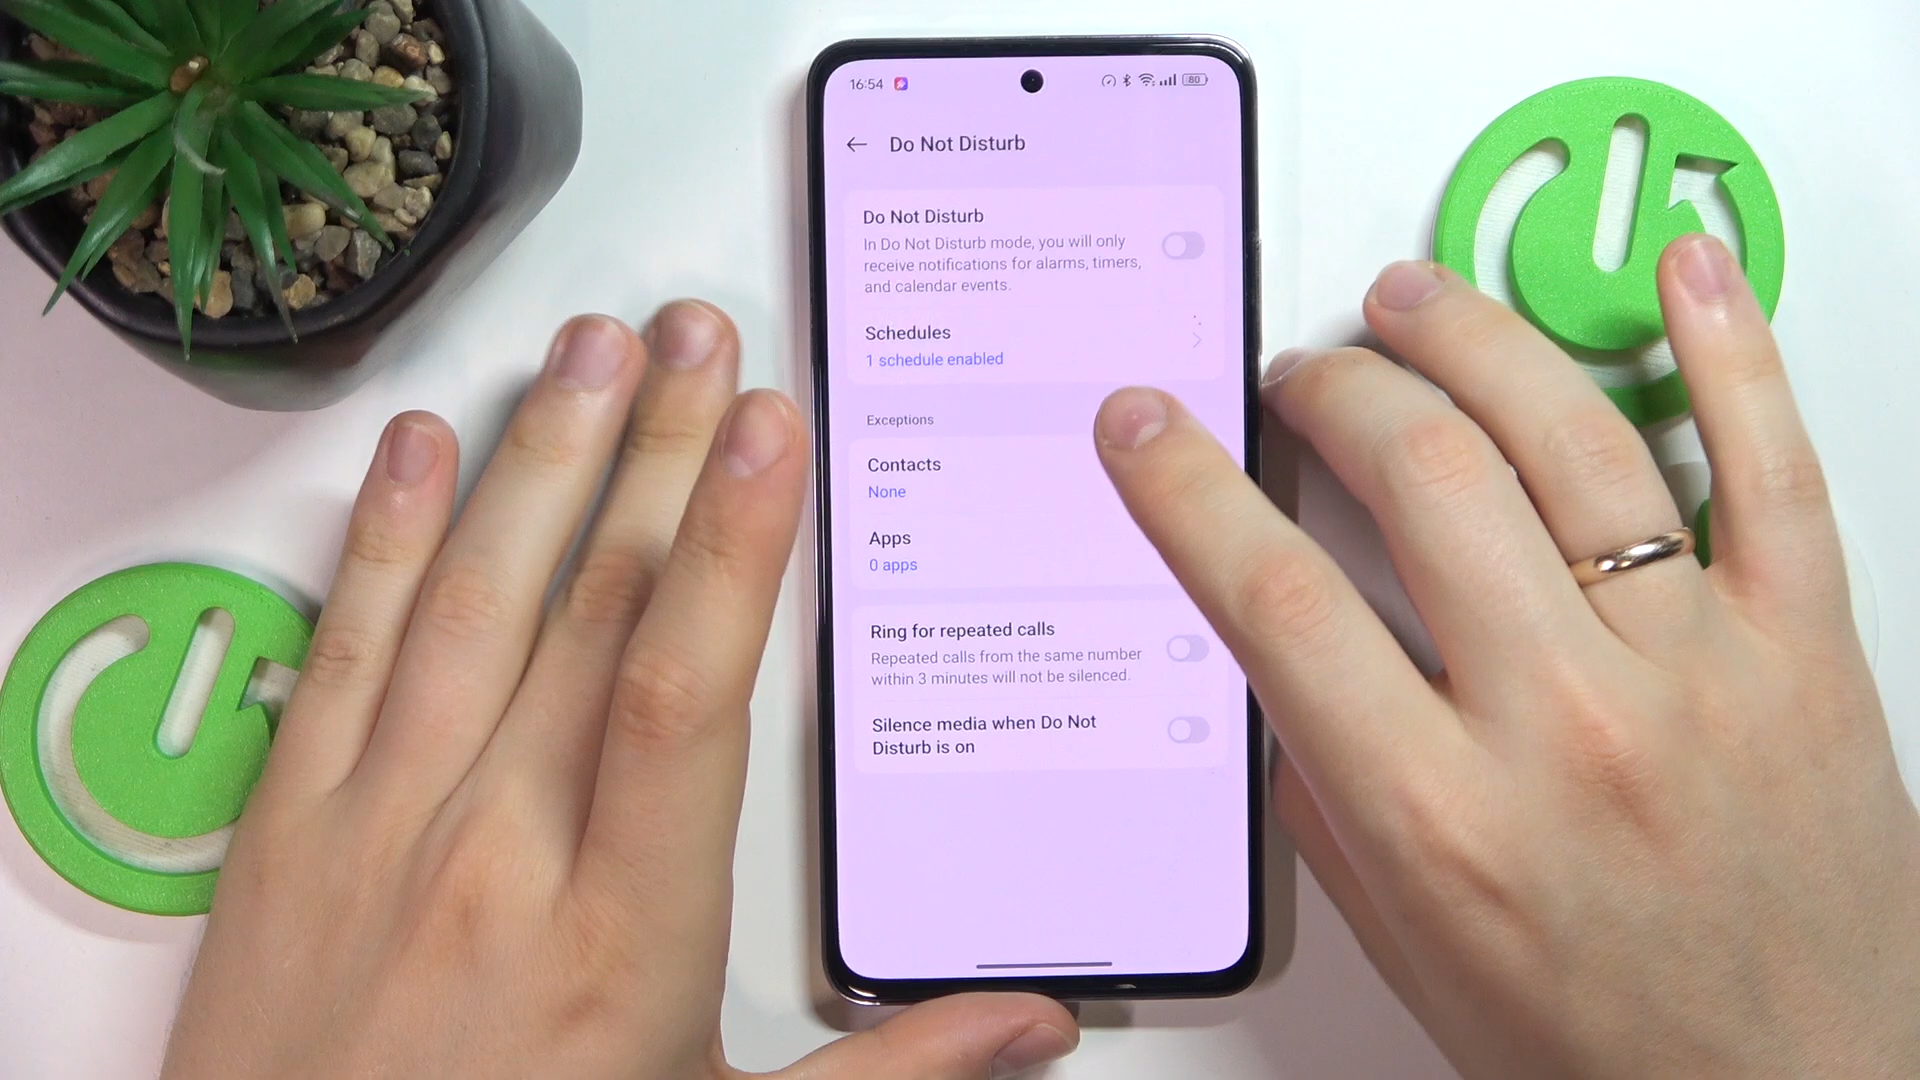 16:54
80
Do Not Disturb
Do Not Disturb
In Do Not Disturb mode, you will only
receive notifications for alarms, timers,
and calendar events.
Schedules
1 schedule enabled
Exceptions
Contacts
None
Apps
0 apps
Ring for repeated calls
Repeated calls from the same number
within 3 minutes will not be silenced.
Silence media when Do Not
Disturb is on